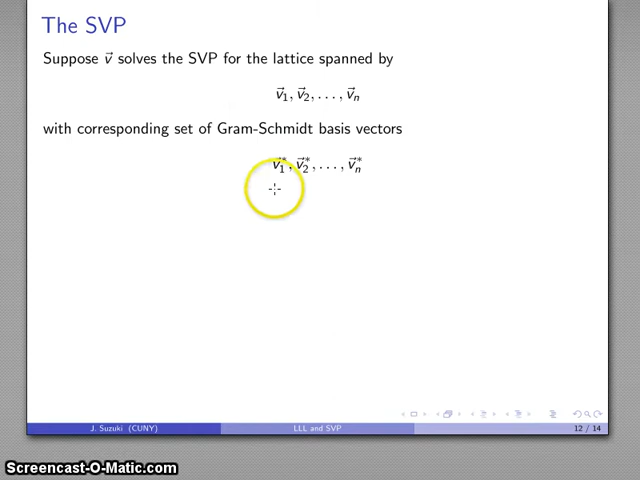 The SVP
Suppose v⃗ solves the SVP for the lattice spanned by
v⃗₁, v⃗₂, . . . , v⃗ₙ
with corresponding set of Gram-Schmidt basis vectors
v⃗₁*, v⃗₂*, . . . , v⃗ₙ*
J. Suzuki (CUNY) LLL and SVP 12 / 14
Screencast-O-Matic.com